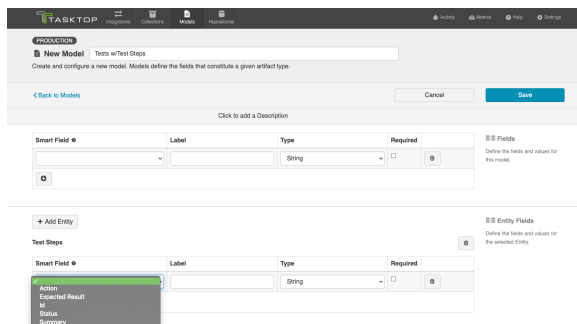 TASKTOP
Integrations
Collections
Models
Repositories
Activity
Metrics
Help
Settings
PRODUCTION
New Model
Tests w/Test Steps
Create and configure a new model. Models define the fields that constitute a given artifact type.
Back to Models
Cancel
Save
Click to add a Description
Smart Field Label Type Required
String
Fields
Define the fields and values for
this model.
+ Add Entity
Test Steps
Entity Fields
Define the fields and values for
the selected Entity.
Smart Field Label Type Required
String
Action
Expected Result
Id
Status
Summary